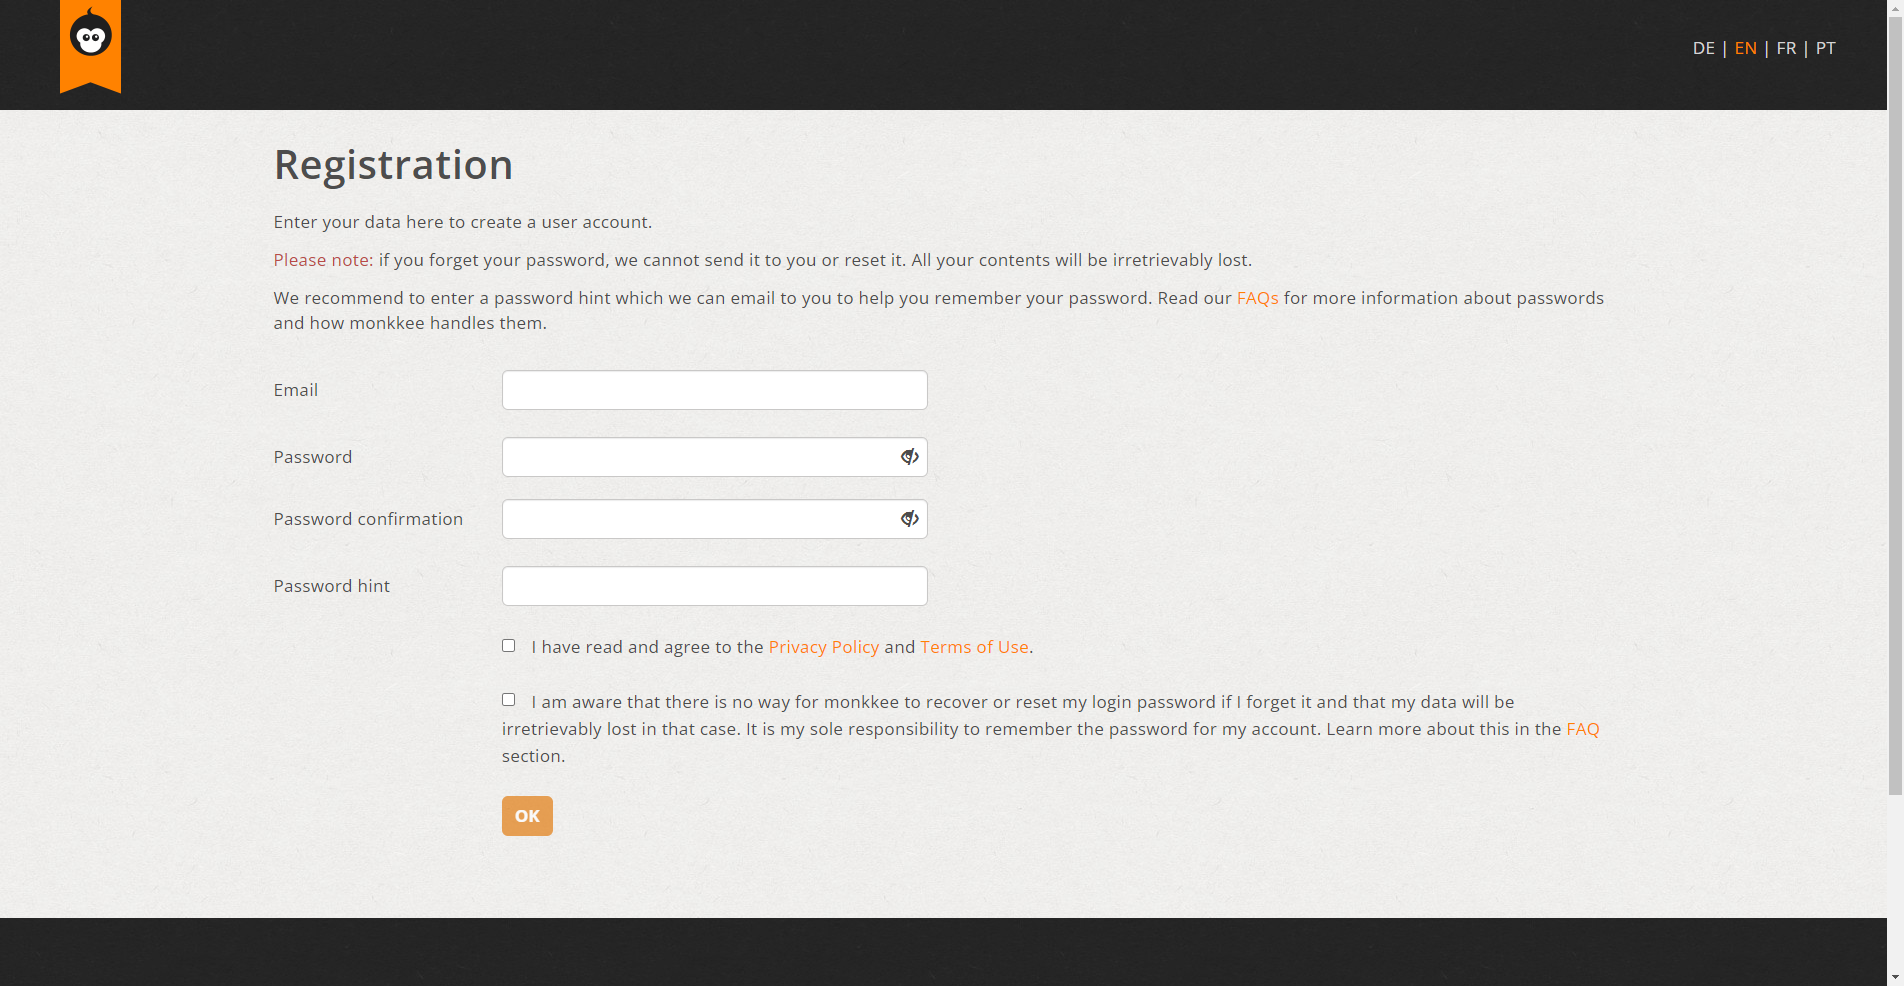 DE | EN | FR | PT
Registration
Enter your data here to create a user account.
Please note: if you forget your password, we cannot send it to you or reset it. All your contents will be irretrievably lost.
We recommend to enter a password hint which we can email to you to help you remember your password. Read our FAQs for more information about passwords
and how monkkee handles them.
Email
Password
Password confirmation
Password hint
I have read and agree to the Privacy Policy and Terms of Use.
I am aware that there is no way for monkkee to recover or reset my login password if I forget it and that my data will be
irretrievably lost in that case. It is my sole responsibility to remember the password for my account. Learn more about this in the FAQ
section.
OK